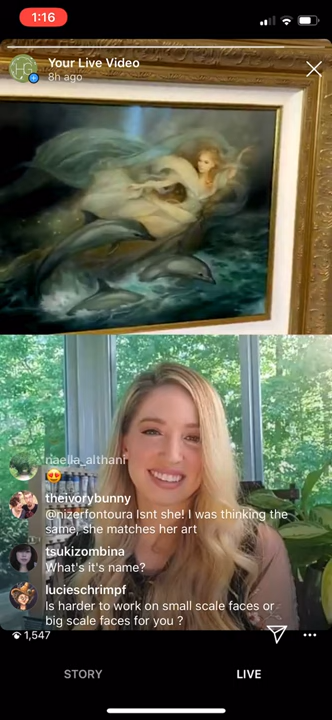 1:16
HG
Your Live Video
8h ago
naella_althani
😍
theivorybunny
@nizerfontoura Isnt she! I was thinking the
same, she matches her art
tsukizombina
What's it's name?
lucieschrimpf
Is harder to work on small scale faces or
big scale faces for you ?
1,547
STORY
LIVE